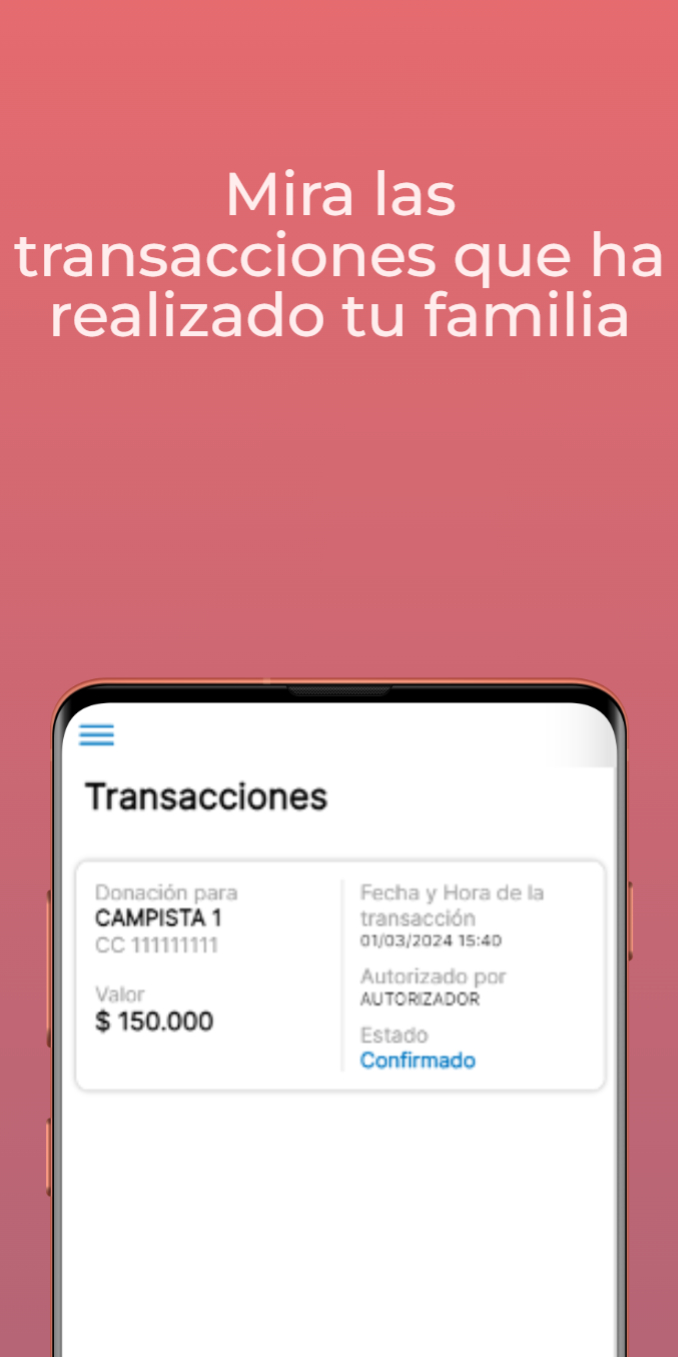 Mira las
transacciones que ha
realizado tu familia
Transacciones
Donación para
CAMPISTA 1
CC 111111111
Valor
$ 150.000
Fecha y Hora de la
transacción
01/03/2024 15:40
Autorizado por
AUTORIZADOR
Estado
Confirmado